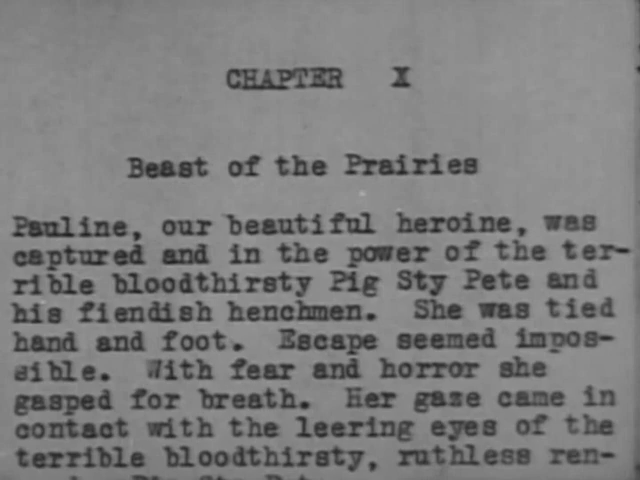 CHAPTER X
Beast of the Prairies
Pauline, our beautiful heroine, was
captured and in the power of the ter-
rible bloodthirsty Pig Sty Pete and
his fiendish henchmen. She was tied
hand and foot. Escape seemed impos-
sible. With fear and horror she
gasped for breath. Her gaze came in
contact with the leering eyes of the
terrible bloodthirsty, ruthless ren-
Pig Sty Pete